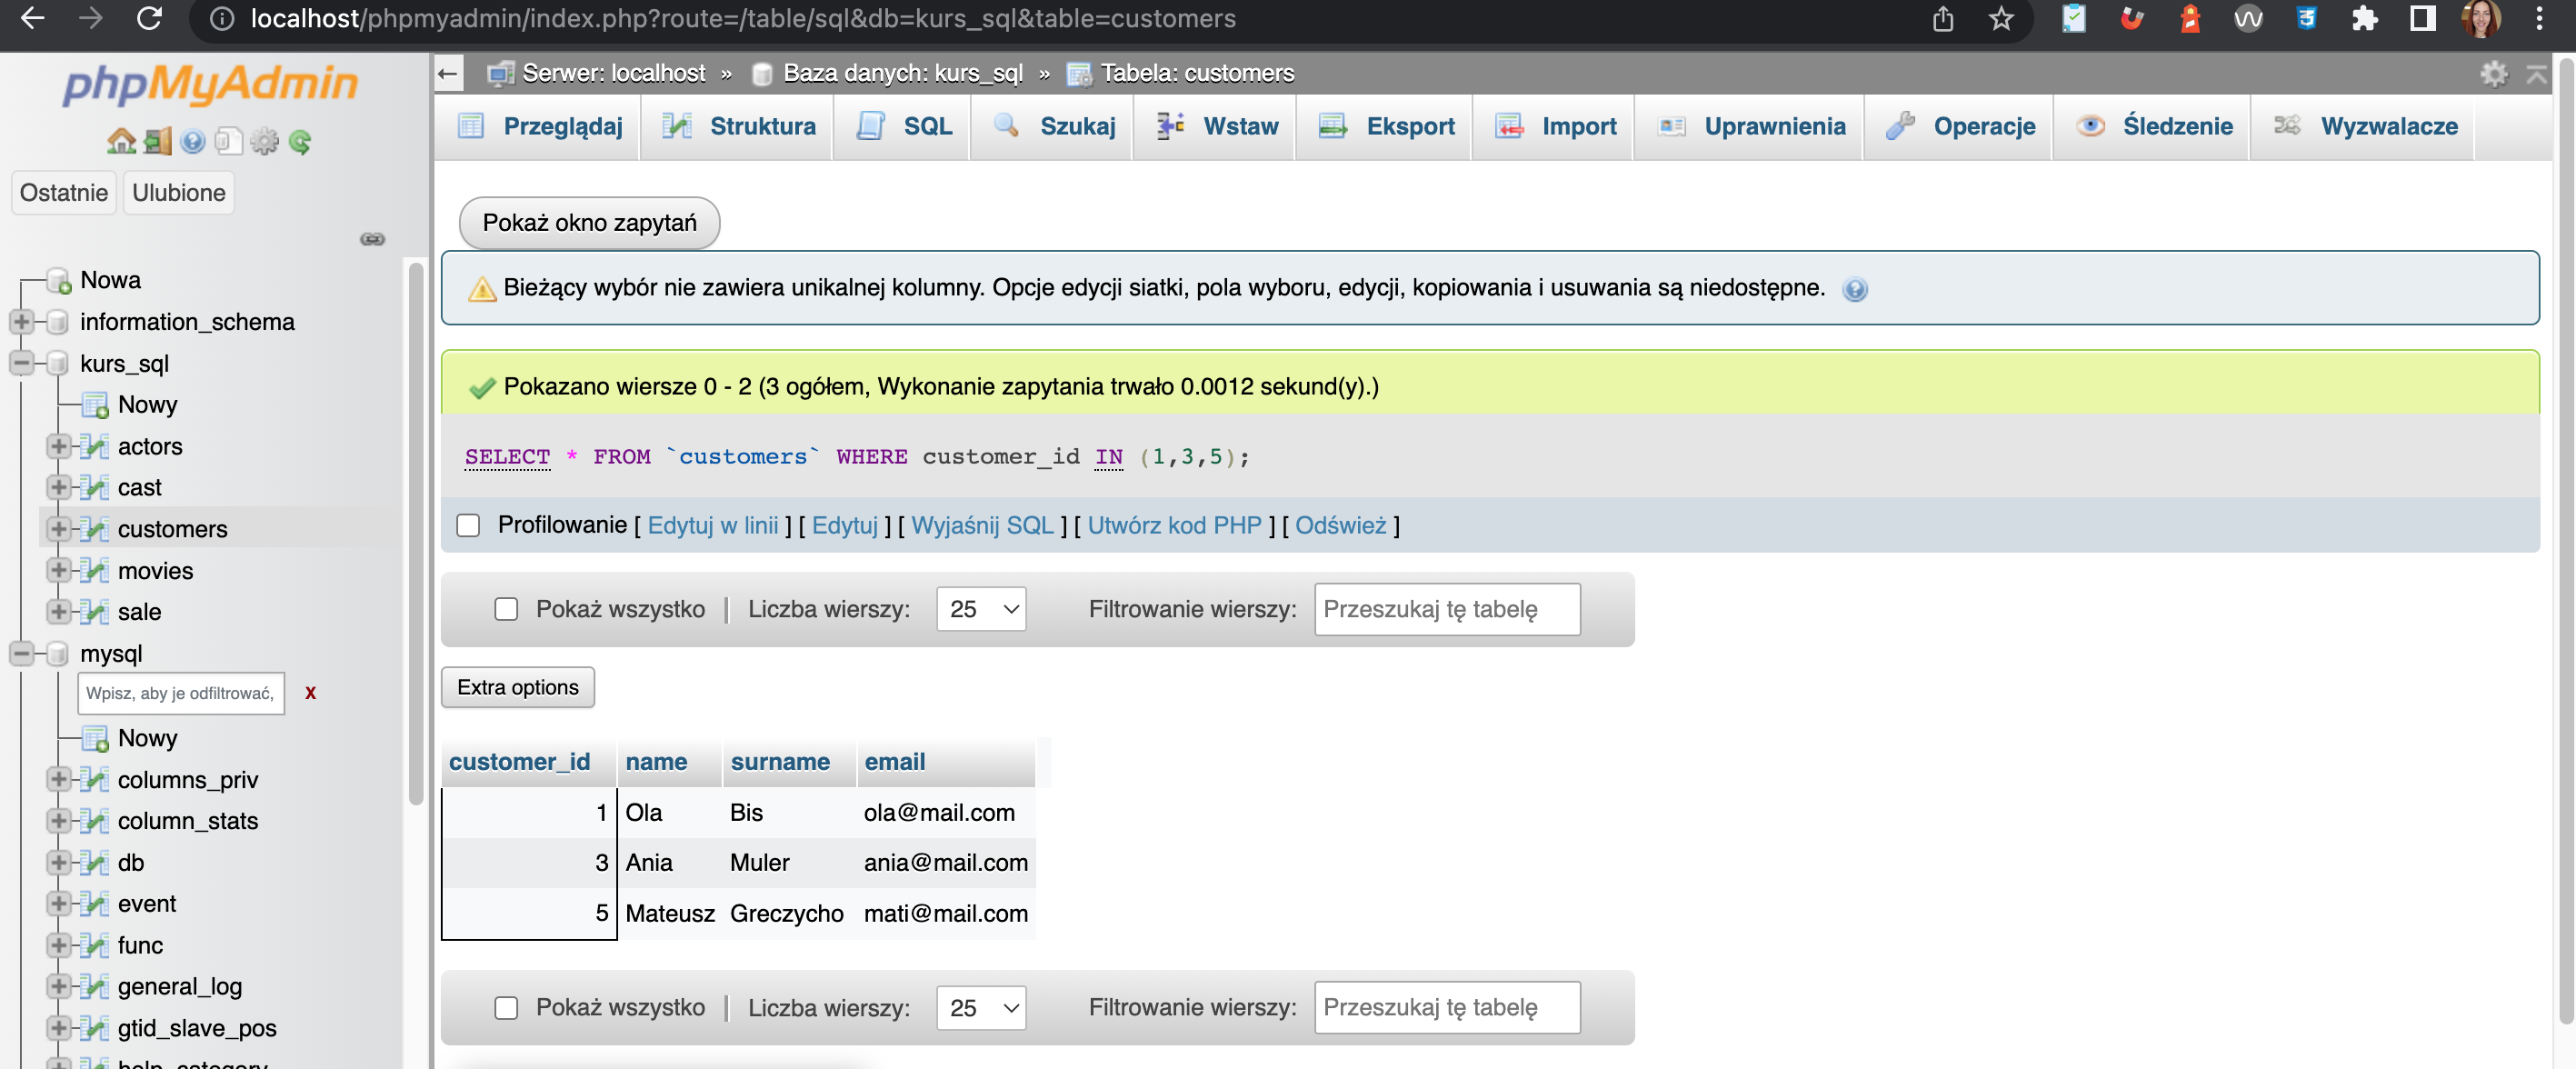 localhost/phpmyadmin/index.php?route=/table/sql&db=kurs_sql&table=customers
phpMyAdmin
Ostatnie Ulubione
Nowa
information_schema
kurs_sql
Nowy
actors
cast
customers
movies
sale
mysql
Wpisz, aby je odfiltrować, X
Nowy
columns_priv
column_stats
db
event
func
general_log
gtid_slave_pos
help_category
Serwer: localhost » Baza danych: kurs_sql » Tabela: customers
Przeglądaj Struktura SQL Szukaj Wstaw Eksport Import Uprawnienia Operacje Śledzenie Wyzwalacze
Pokaż okno zapytań
Bieżący wybór nie zawiera unikalnej kolumny. Opcje edycji siatki, pola wyboru, edycji, kopiowania i usuwania są niedostępne.
Pokazano wiersze 0 - 2 (3 ogółem, Wykonanie zapytania trwało 0.0012 sekund(y).)
SELECT * FROM `customers` WHERE customer_id IN (1,3,5);
Profilowanie [ Edytuj w linii ] [ Edytuj ] [ Wyjaśnij SQL ] [ Utwórz kod PHP ] [ Odśwież ]
Pokaż wszystko | Liczba wierszy: 25 Filtrowanie wierszy: Przeszukaj tę tabelę
Extra options
customer_id name surname email
1 Ola Bis ola@mail.com
3 Ania Muler ania@mail.com
5 Mateusz Greczycho mati@mail.com
Pokaż wszystko | Liczba wierszy: 25 Filtrowanie wierszy: Przeszukaj tę tabelę